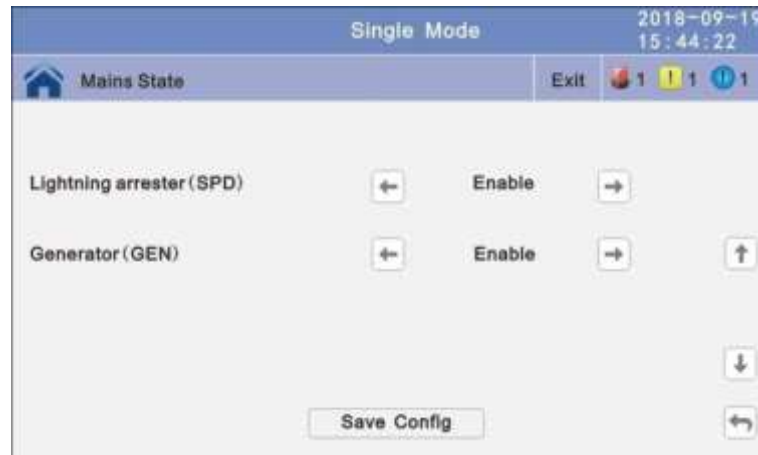 Single Mode
2018-09-19
15:44:22
Mains State
Exit
1
1
1
Lightning arrester(SPD)
Enable
Generator(GEN)
Enable
Save Config